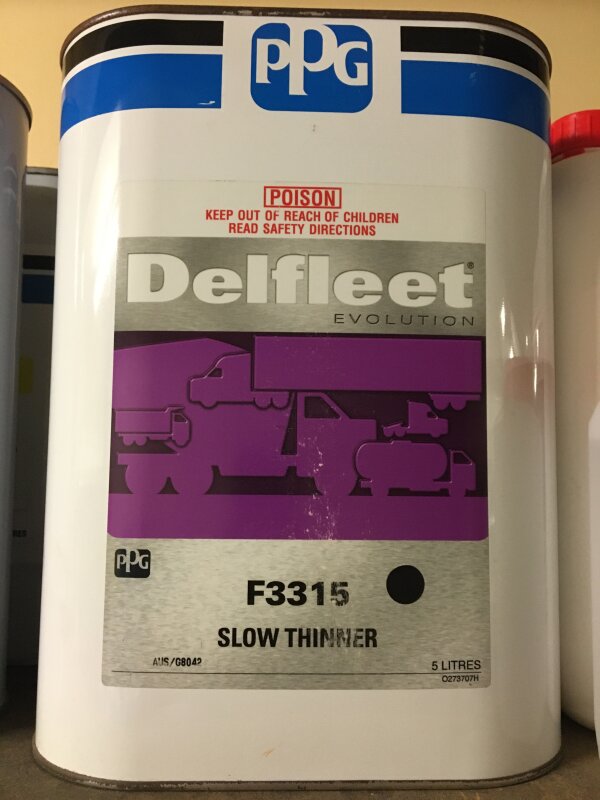 PPG
POISON
KEEP OUT OF REACH OF CHILDREN
READ SAFETY DIRECTIONS
Delfleet®
EVOLUTION
PPG
F3315
SLOW THINNER
AUS/G8042
5 LITRES
O273707H